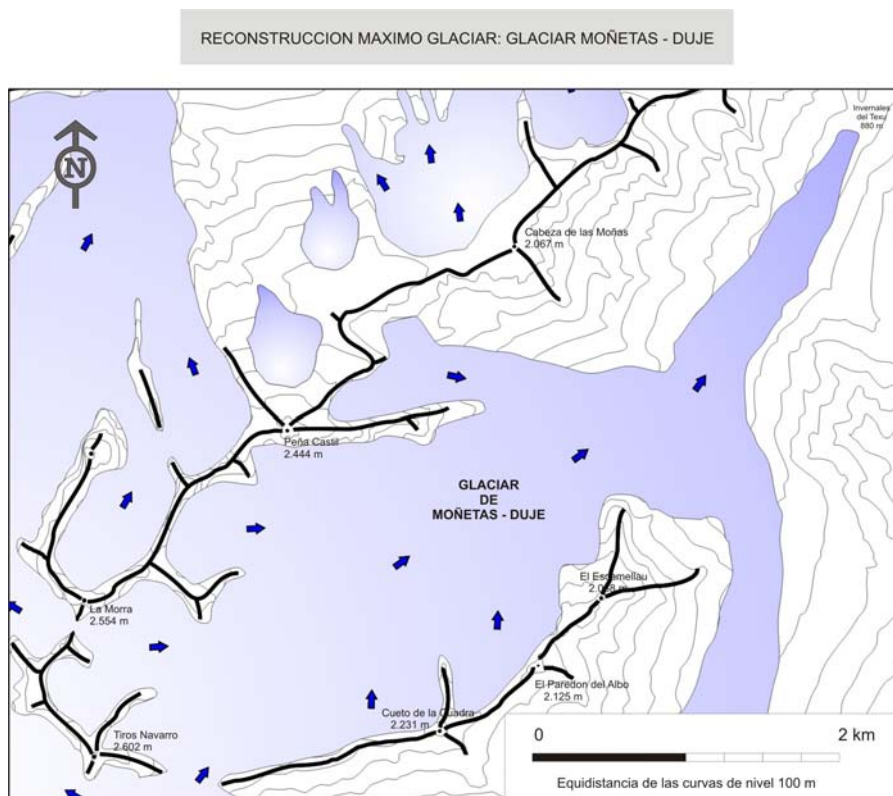 RECONSTRUCCION MAXIMO GLACIAR: GLACIAR MOÑETAS - DUJE
Invernales
del Texu
880 m
N
Cabeza de las Moñas
2.067 m
Peña Castil
2.444 m
GLACIAR
DE
MOÑETAS - DUJE
El Escamellau
La Morra
2.554 m
El Paredon del Albo
2.125 m
Cueto de la Cuadra
2.231 m
Tiros Navarro
2.602 m
0 2 km
Equidistancia de las curvas de nivel 100 m